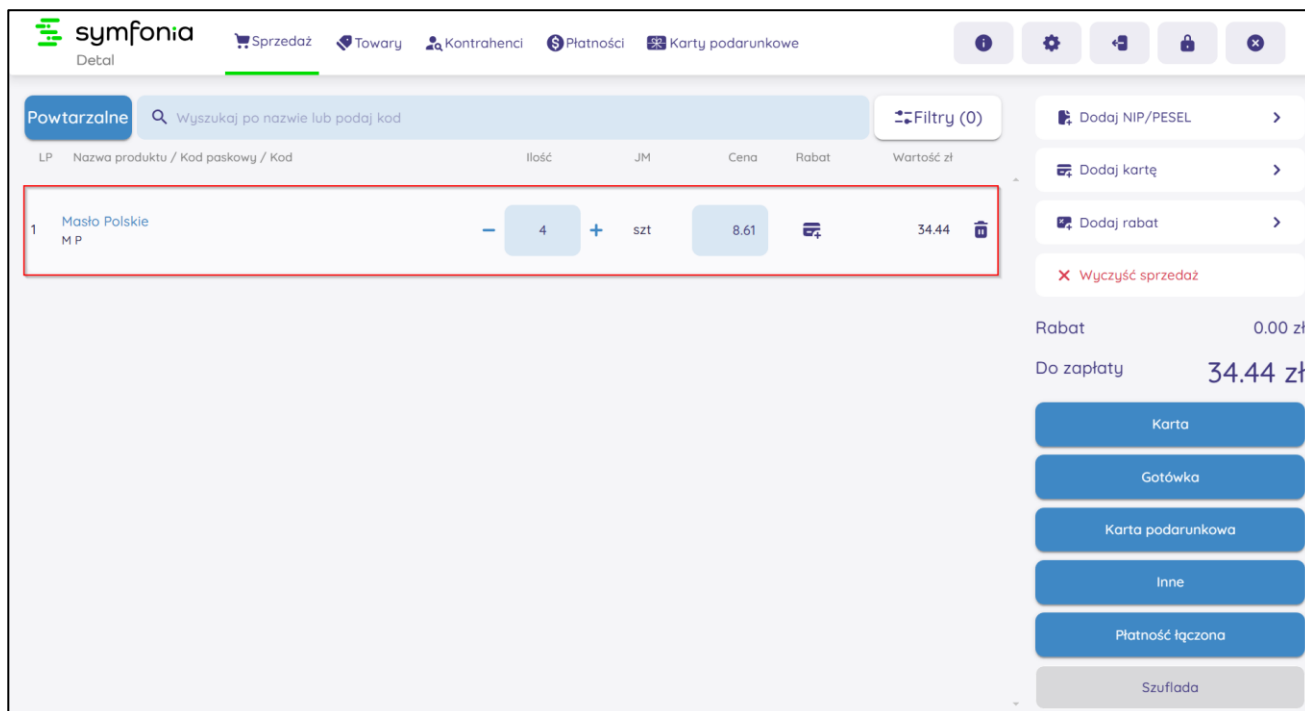 symfonia
Detal
Sprzedaż Towary Kontrahenci Płatności Karty podarunkowe
Powtarzalne Wyszukaj po nazwie lub podaj kod Filtry (0)
LP Nazwa produktu / Kod paskowy / Kod Ilość JM Cena Rabat Wartość zł
1 Masło Polskie − 4 + szt 8.61 34.44
M P
Dodaj NIP/PESEL
Dodaj kartę
Dodaj rabat
Wyczyść sprzedaż
Rabat 0.00 zł
Do zapłaty 34.44 zł
Karta
Gotówka
Karta podarunkowa
Inne
Płatność łączona
Szuflada